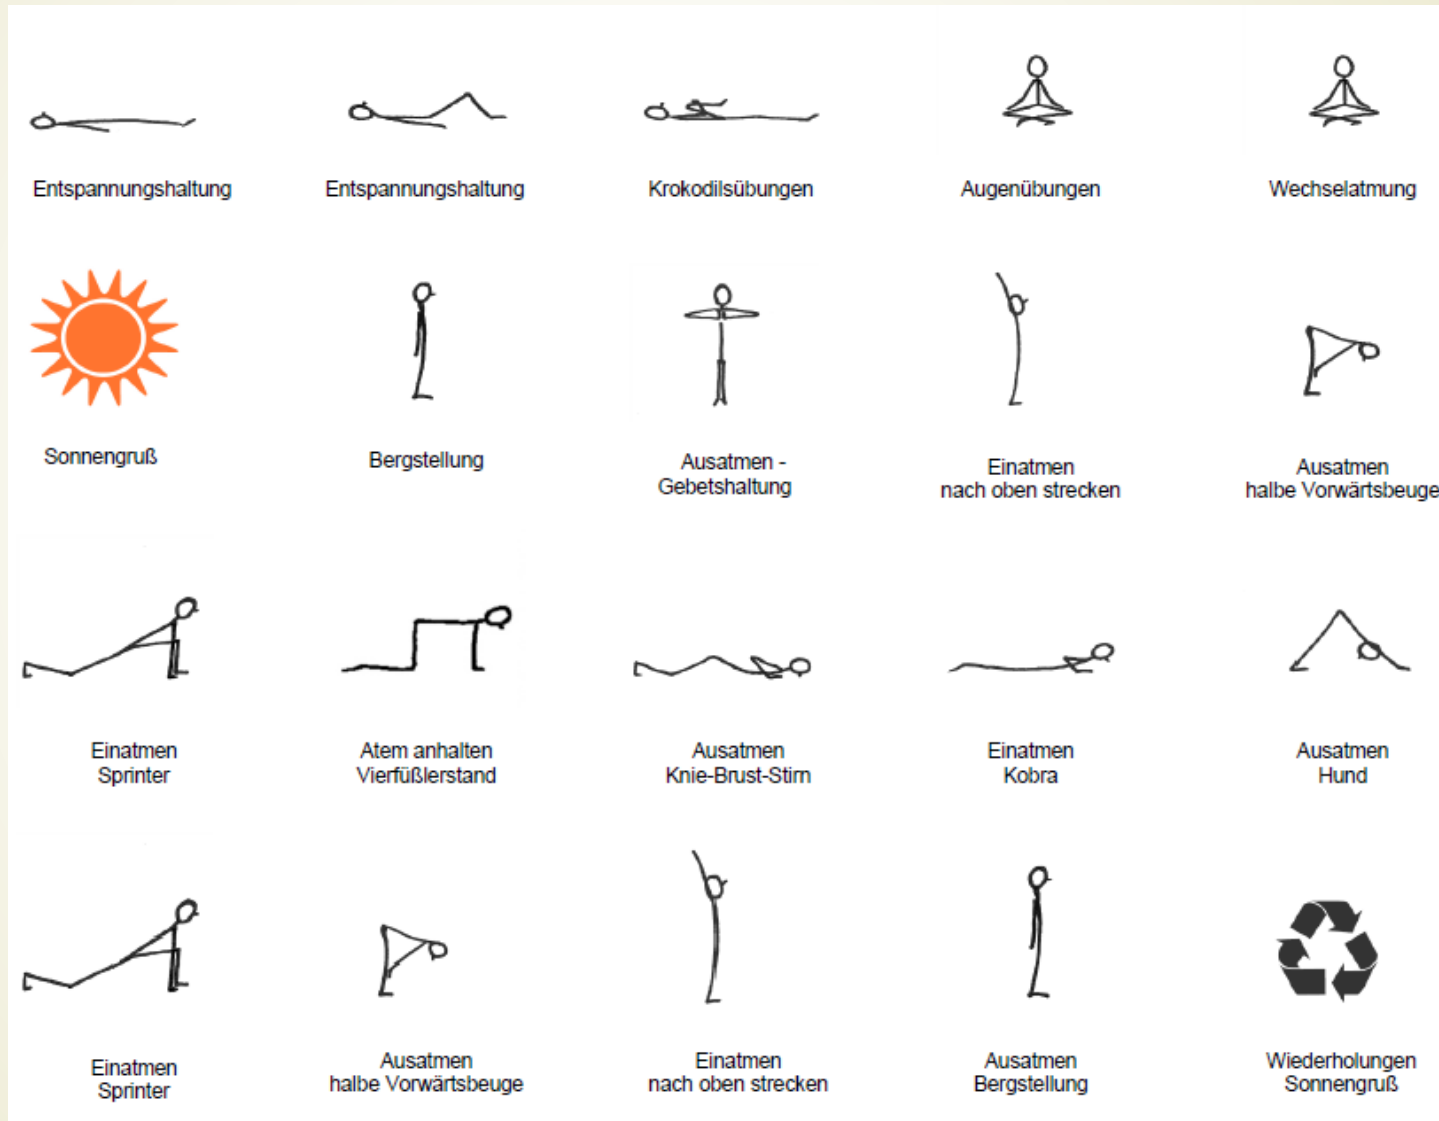 Entspannungshaltung
Entspannungshaltung
Krokodilsübungen
Augenübungen
Wechselatmung
Sonnengruß
Bergstellung
Ausatmen -
Gebetshaltung
Einatmen
nach oben strecken
Ausatmen
halbe Vorwärtsbeuge
Einatmen
Sprinter
Atem anhalten
Vierfüßlerstand
Ausatmen
Knie-Brust-Stirn
Einatmen
Kobra
Ausatmen
Hund
Einatmen
Sprinter
Ausatmen
halbe Vorwärtsbeuge
Einatmen
nach oben strecken
Ausatmen
Bergstellung
Wiederholungen
Sonnengruß